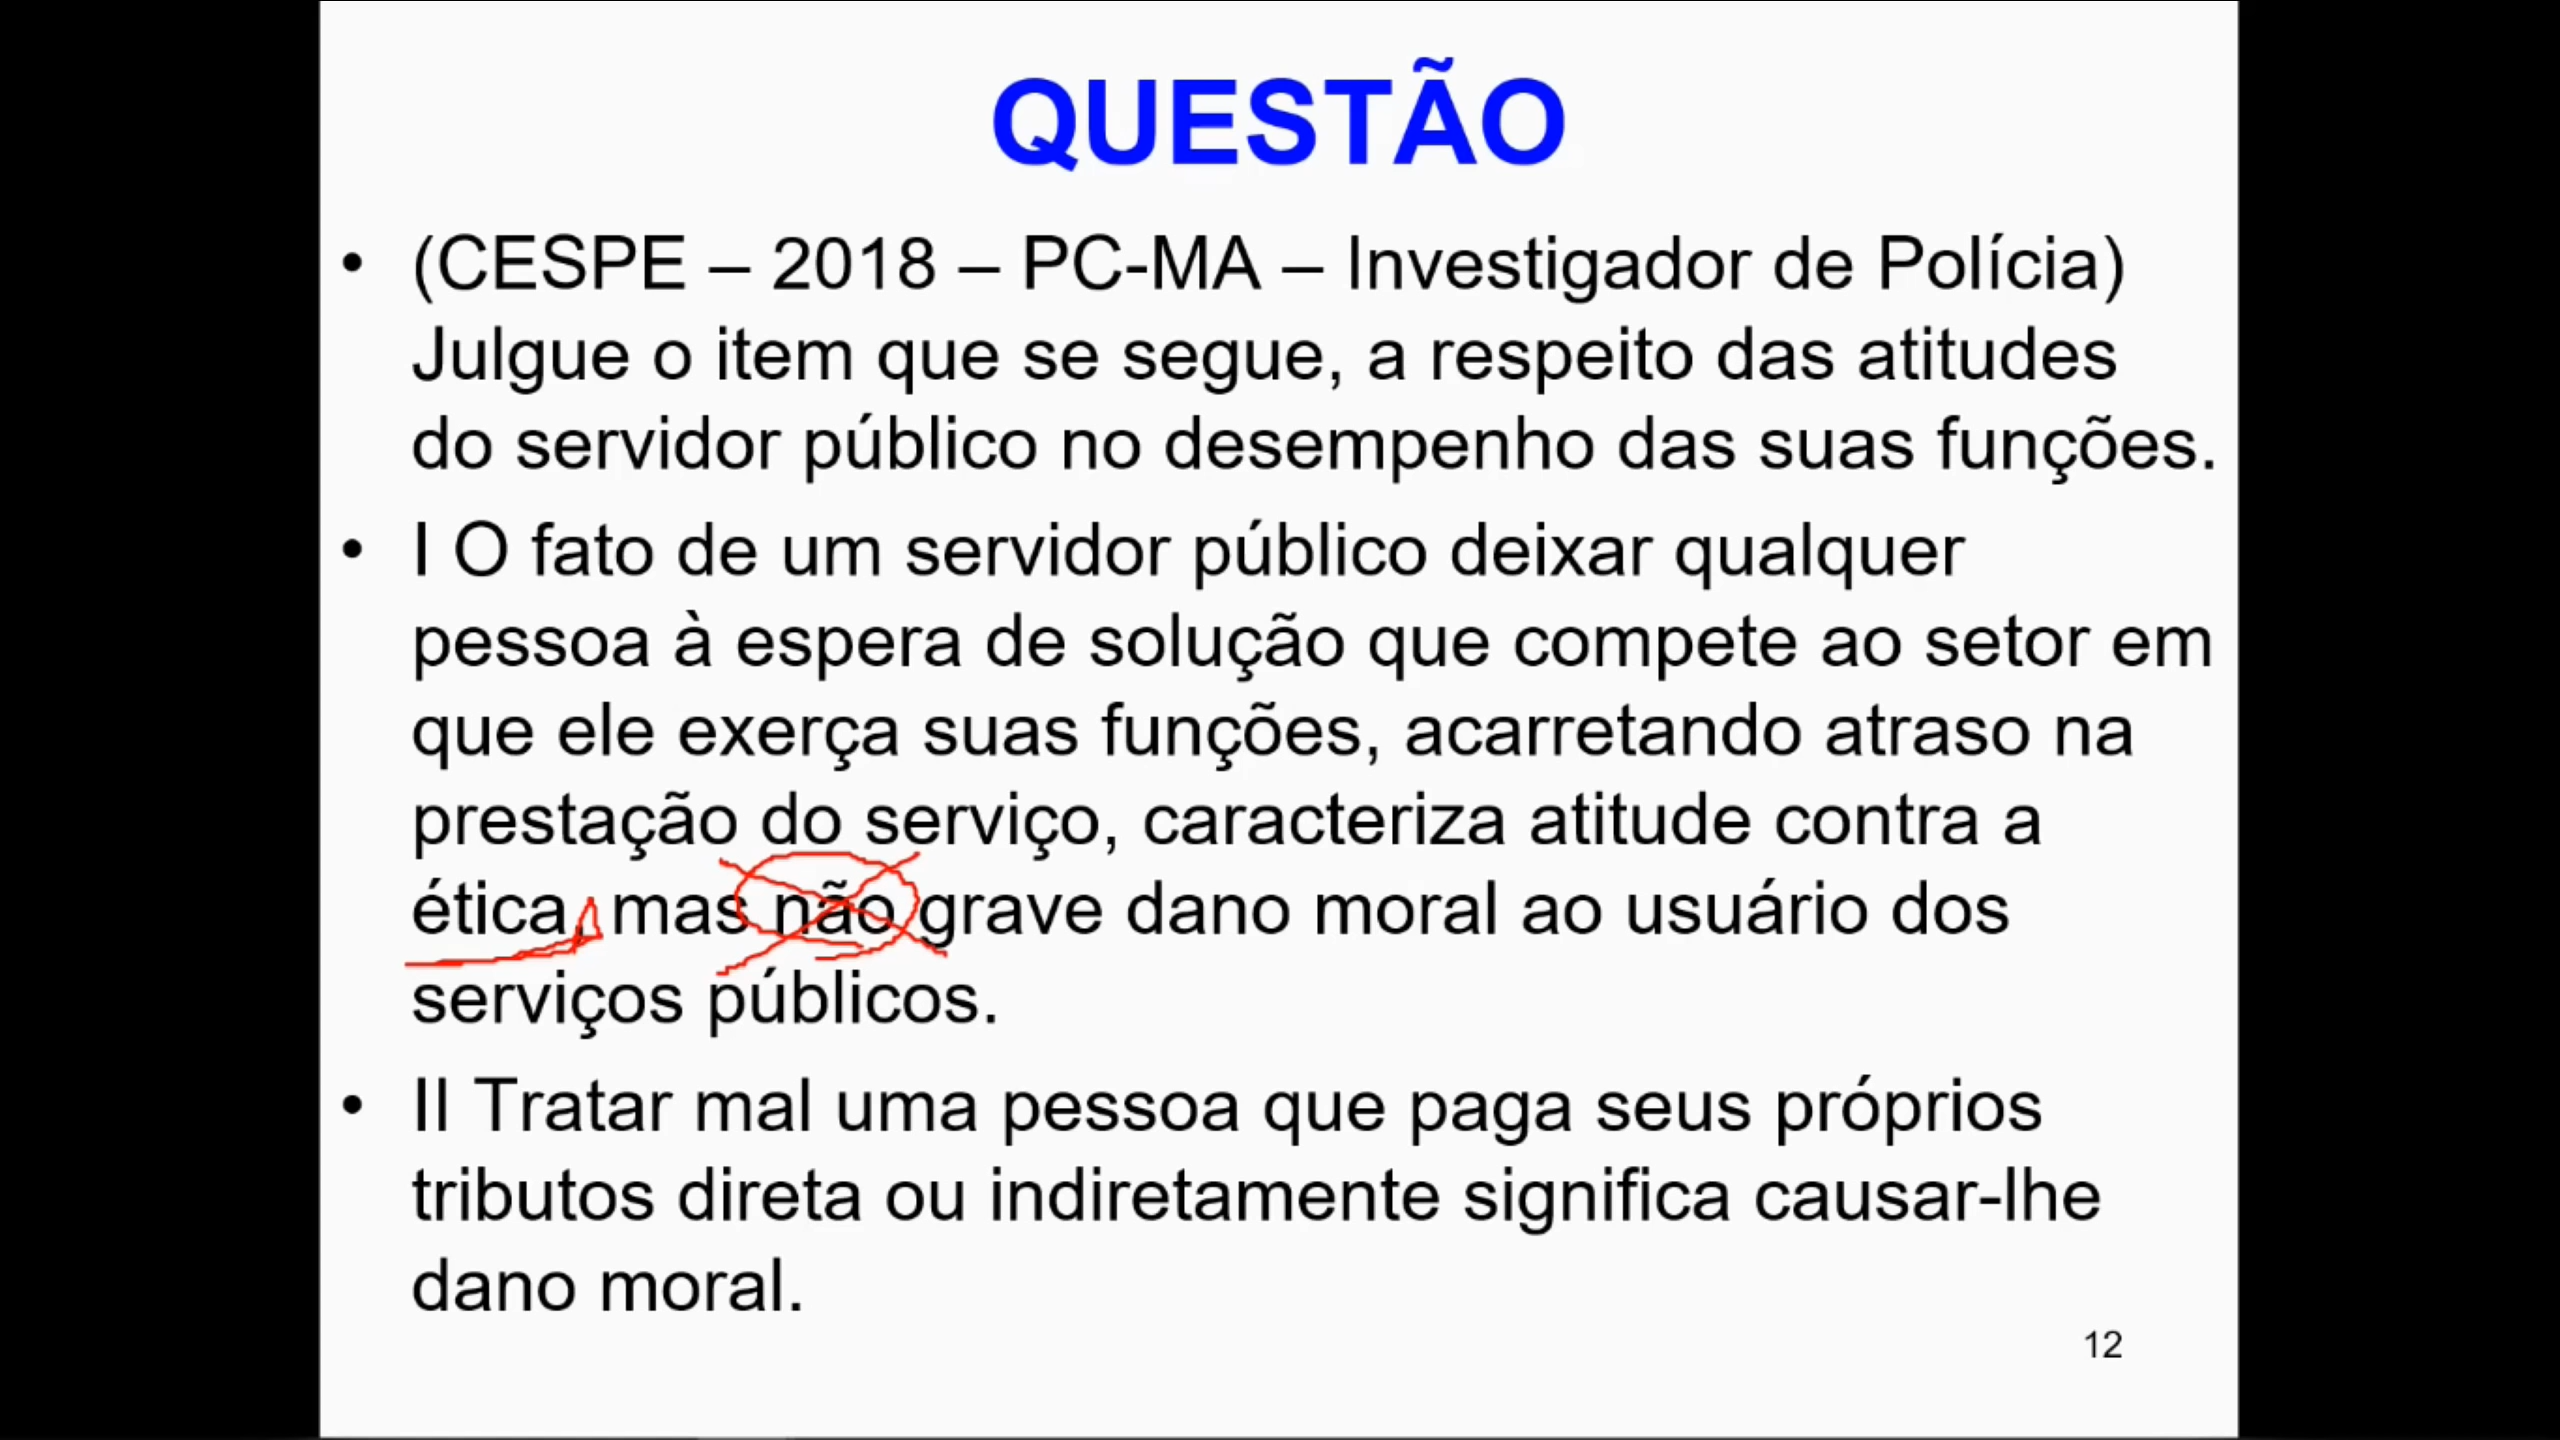 QUESTÃO
• (CESPE – 2018 – PC-MA – Investigador de Polícia)
Julgue o item que se segue, a respeito das atitudes
do servidor público no desempenho das suas funções.
• I O fato de um servidor público deixar qualquer
pessoa à espera de solução que compete ao setor em
que ele exerça suas funções, acarretando atraso na
prestação do serviço, caracteriza atitude contra a
ética, mas não grave dano moral ao usuário dos
serviços públicos.
• II Tratar mal uma pessoa que paga seus próprios
tributos direta ou indiretamente significa causar-lhe
dano moral.
12